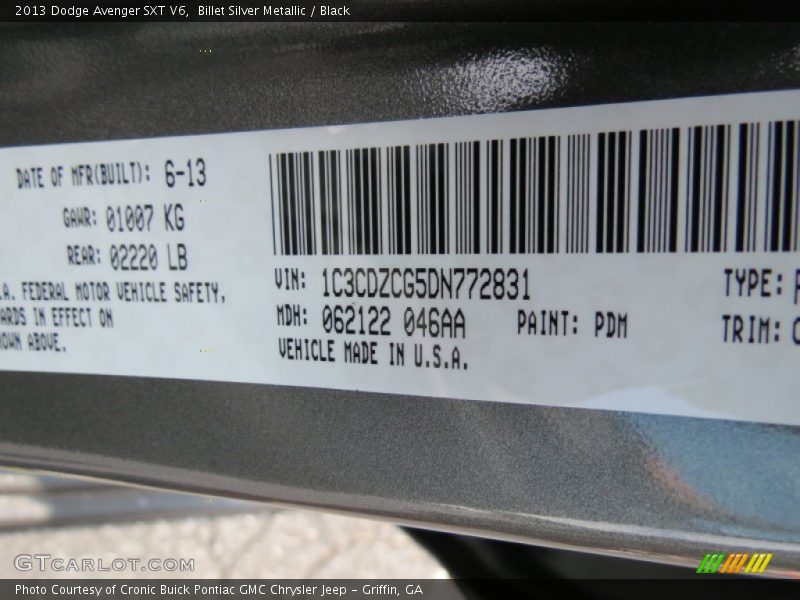 2013 Dodge Avenger SXT V6, Billet Silver Metallic / Black
DATE OF MFR(BUILT): 6-13
GAWR: 01007 KG
REAR: 02220 LB
FEDERAL MOTOR VEHICLE SAFETY,
IN EFFECT ON
ABOVE.
VIN: 1C3CDZCG5DN772831
TYPE:
MDH: 062122 046AA
PAINT: PDM
TRIM:
VEHICLE MADE IN U.S.A.
GTCARLOT.COM
Photo Courtesy of Cronic Buick Pontiac GMC Chrysler Jeep - Griffin, GA